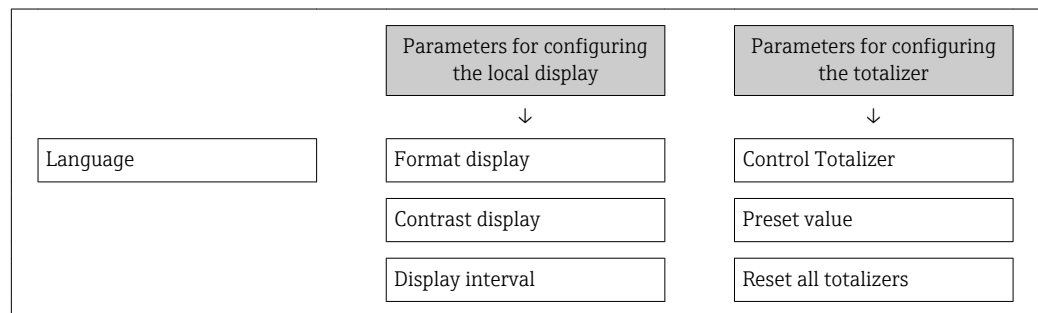 Parameters for configuring
the local display
Parameters for configuring
the totalizer
↓
↓
Language
Format display
Control Totalizer
Contrast display
Preset value
Display interval
Reset all totalizers